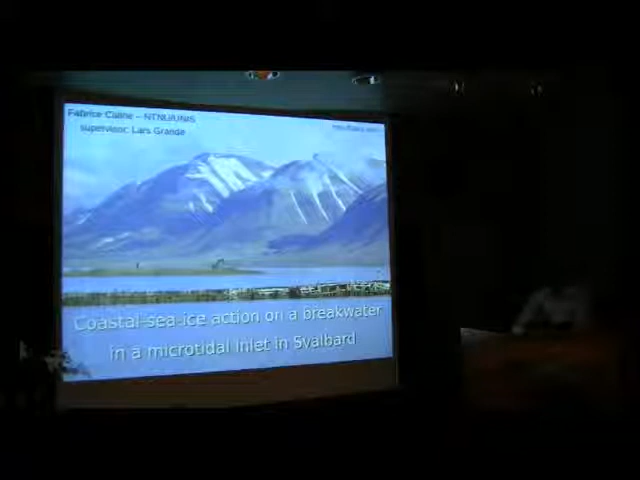 Fabrice Caline – NTNU/UNIS
supervisor: Lars Grande
Coastal-sea-ice action on a breakwater
in a microtidal inlet in Svalbard